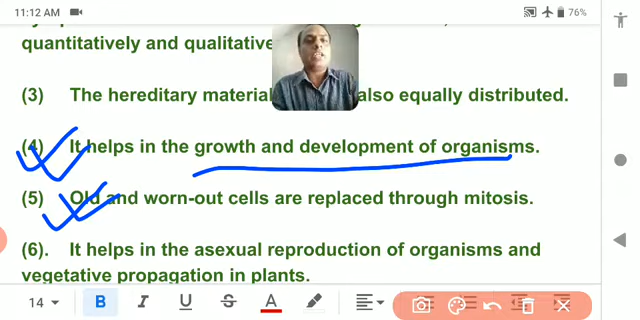 11:12 AM
76%
quantitatively and qualitative
(3) The hereditary material also equally distributed.
(4) It helps in the growth and development of organisms.
(5) Old and worn-out cells are replaced through mitosis.
(6). It helps in the asexual reproduction of organisms and
vegetative propagation in plants.
14 B I U S A